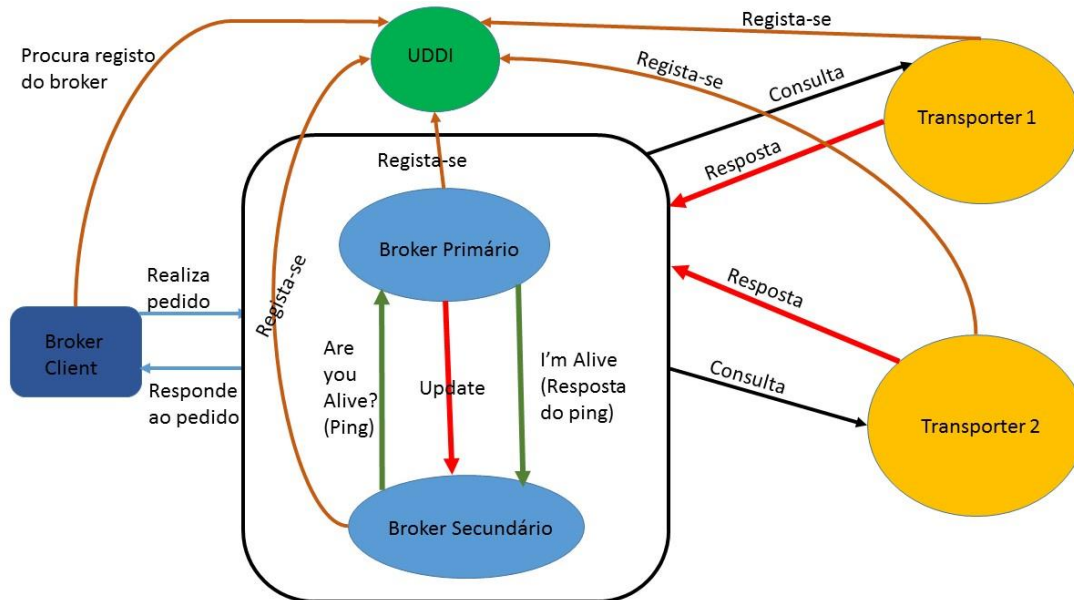 Regista-se
Procura registo
do broker
UDDI
Regista-se
Consulta
Transporter 1
Regista-se
Resposta
Broker Primário
Realiza
pedido
Regista-se
Resposta
Broker
Client
Are
you
Alive?
(Ping)
Update
I'm Alive
(Resposta
do ping)
Responde
ao pedido
Consulta
Transporter 2
Broker Secundário